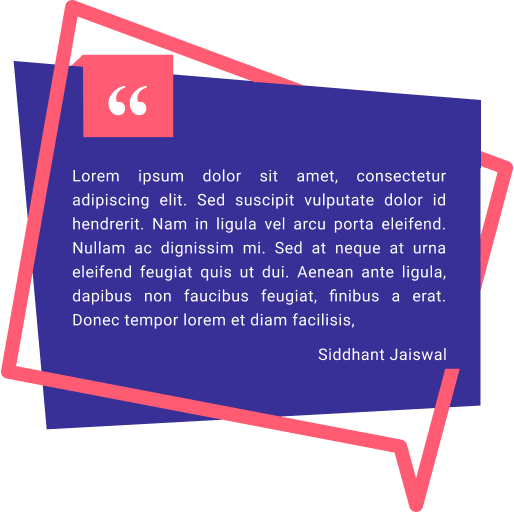 “
Lorem ipsum dolor sit amet, consectetur
adipiscing elit. Sed suscipit vulputate dolor id
hendrerit. Nam in ligula vel arcu porta eleifend.
Nullam ac dignissim mi. Sed at neque at urna
eleifend feugiat quis ut dui. Aenean ante ligula,
dapibus non faucibus feugiat, finibus a erat.
Donec tempor lorem et diam facilisis,
Siddhant Jaiswal